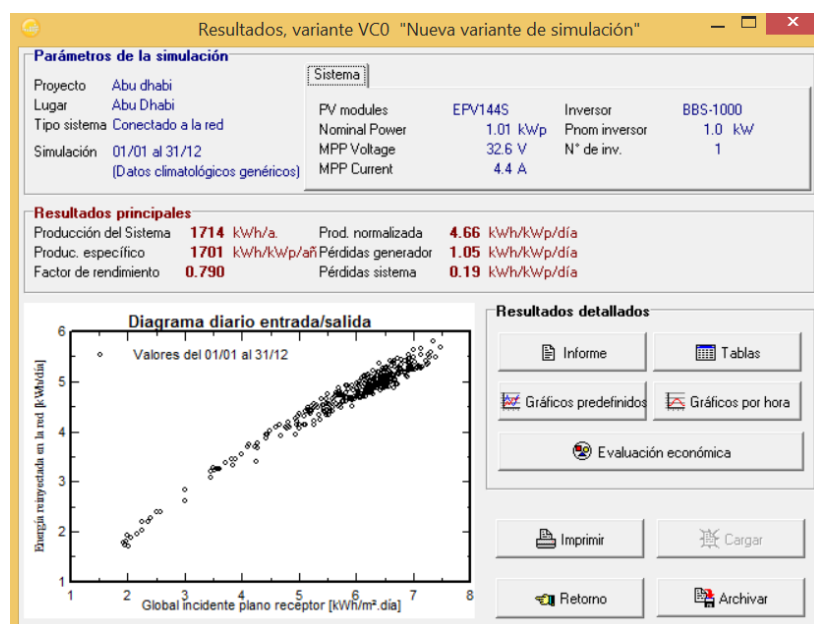 Resultados, variante VC0 "Nueva variante de simulación"
Parámetros de la simulación
Proyecto Abu dhabi
Lugar Abu Dhabi
Tipo sistema Conectado a la red
Simulación 01/01 al 31/12
(Datos climatológicos genéricos)
Sistema
PV modules EPV144S Inversor BBS-1000
Nominal Power 1.01 kWp Pnom inversor 1.0 kW
MPP Voltage 32.6 V N° de inv. 1
MPP Current 4.4 A
Resultados principales
Producción del Sistema 1714 kWh/a. Prod. normalizada 4.66 kWh/kWp/día
Produc. específico 1701 kWh/kWp/añ Pérdidas generador 1.05 kWh/kWp/día
Factor de rendimiento 0.790 Pérdidas sistema 0.19 kWh/kWp/día
Diagrama diario entrada/salida
Valores del 01/01 al 31/12
Energía reinyectada en la red [kWh/día]
6
5
4
3
2
1
1 2 3 4 5 6 7 8
Global incidente plano receptor [kWh/m².día]
Resultados detallados
Informe Tablas
Gráficos predefinidos Gráficos por hora
Evaluación económica
Imprimir Cargar
Retorno Archivar